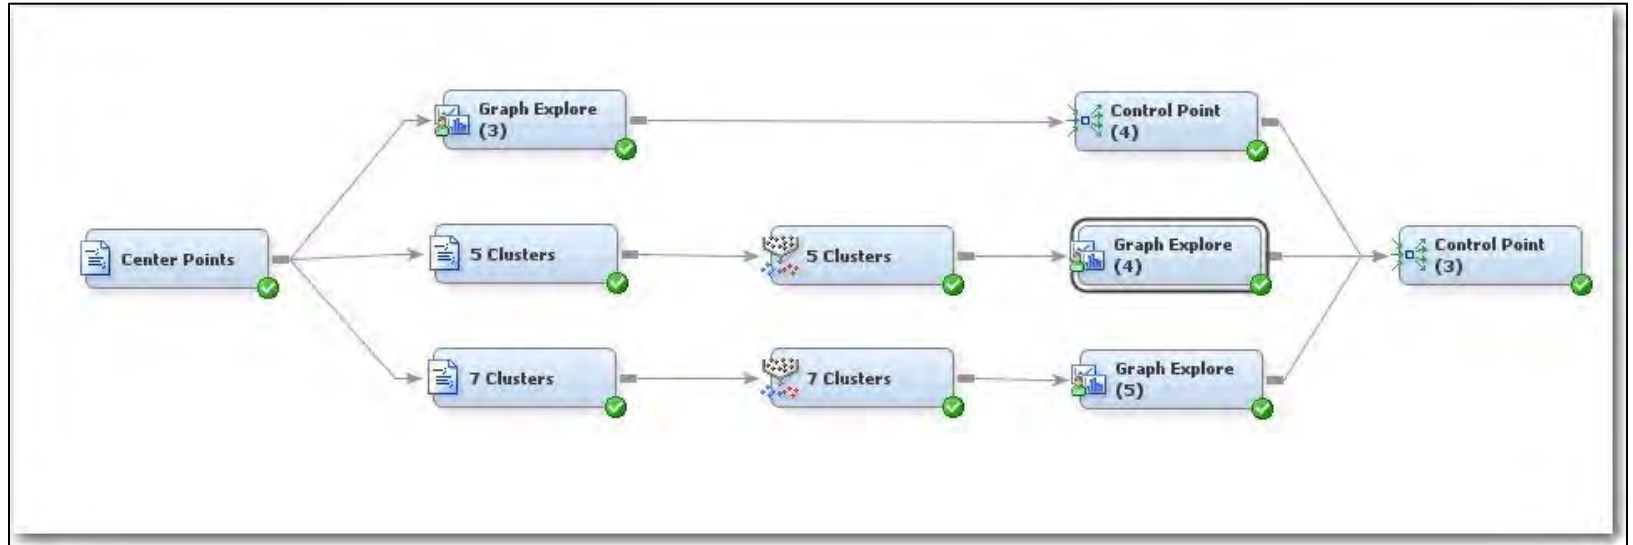 Graph Explore
(3)
Control Point
(4)
Center Points
5 Clusters
5 Clusters
Graph Explore
(4)
Control Point
(3)
7 Clusters
7 Clusters
Graph Explore
(5)